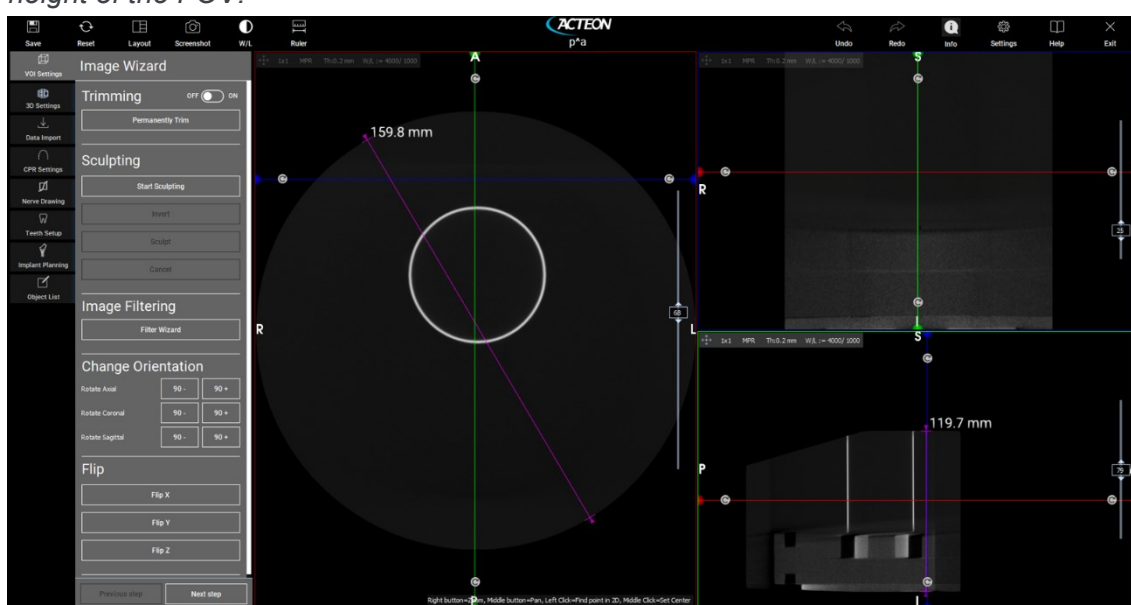 height of the FOV.
Save Reset Layout Screenshot W/L Ruler ACTEON Undo Redo Info Settings Help Exit
p^a
VGI Settings
3D Settings
Data Import
CPR Settings
Nerve Drawing
Teeth Setup
Implant Planning
Object List
Image Wizard
Trimming OFF ON
Permanently Trim
Sculpting
Start Sculpting
Invert
Sculpt
Cancel
Image Filtering
Filter Wizard
Change Orientation
Rotate Axial 90 - 90 +
Rotate Coronal 90 - 90 +
Rotate Sagittal 90 - 90 +
Flip
Flip X
Flip Y
Flip Z
Previous step Next step
1x1 MPR Th:0.2 mm W/L := 4000/ 1000
A
159.8 mm
R
L
68
P
Right button=Zoom, Middle button=Pan, Left Click=Find point in 2D, Middle Click=Set Center
1x1 MPR Th:0.2 mm W/L := 4000/ 1000
S
R
25
I
1x1 MPR Th:0.2 mm W/L := 4000/ 1000
S
119.7 mm
P
79
I